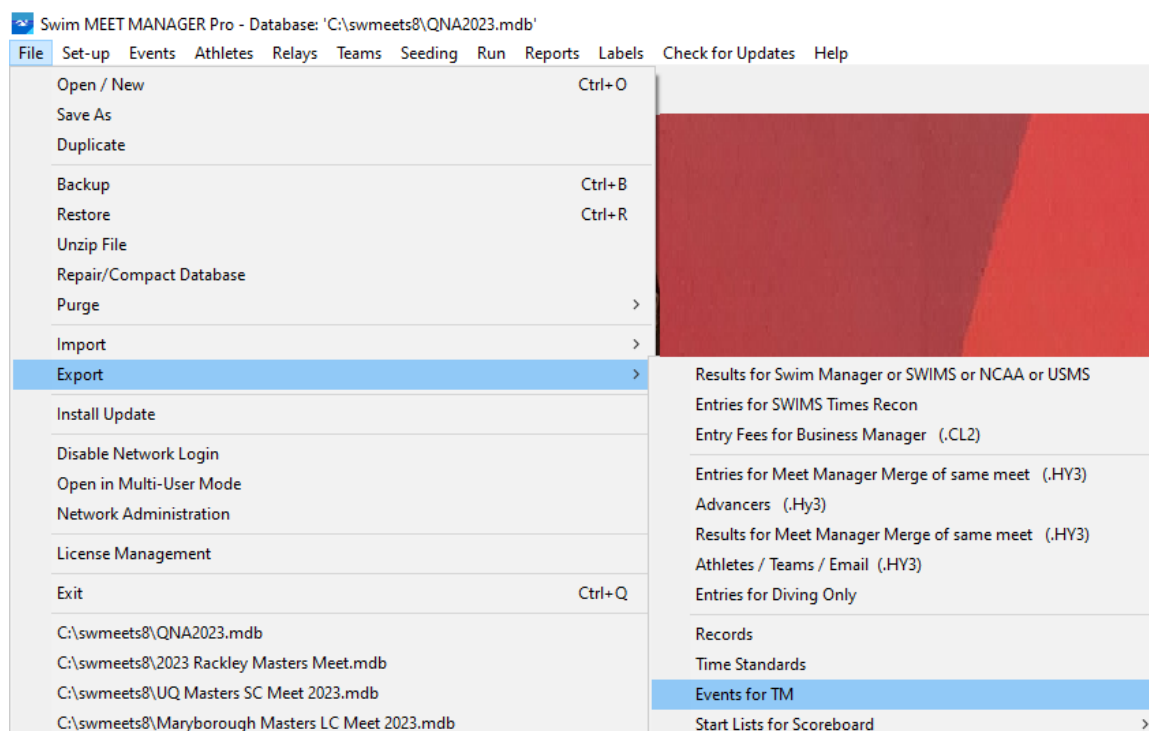 Swim MEET MANAGER Pro - Database: 'C:\swmeets8\QNA2023.mdb'
File Set-up Events Athletes Relays Teams Seeding Run Reports Labels Check for Updates Help
Open / New Ctrl+O
Save As
Duplicate
Backup Ctrl+B
Restore Ctrl+R
Unzip File
Repair/Compact Database
Purge
Import
Export
Install Update
Disable Network Login
Open in Multi-User Mode
Network Administration
License Management
Exit Ctrl+Q
C:\swmeets8\QNA2023.mdb
C:\swmeets8\2023 Rackley Masters Meet.mdb
C:\swmeets8\UQ Masters SC Meet 2023.mdb
C:\swmeets8\Maryborough Masters LC Meet 2023.mdb
Results for Swim Manager or SWIMS or NCAA or USMS
Entries for SWIMS Times Recon
Entry Fees for Business Manager (.CL2)
Entries for Meet Manager Merge of same meet (.HY3)
Advancers (.Hy3)
Results for Meet Manager Merge of same meet (.HY3)
Athletes / Teams / Email (.HY3)
Entries for Diving Only
Records
Time Standards
Events for TM
Start Lists for Scoreboard